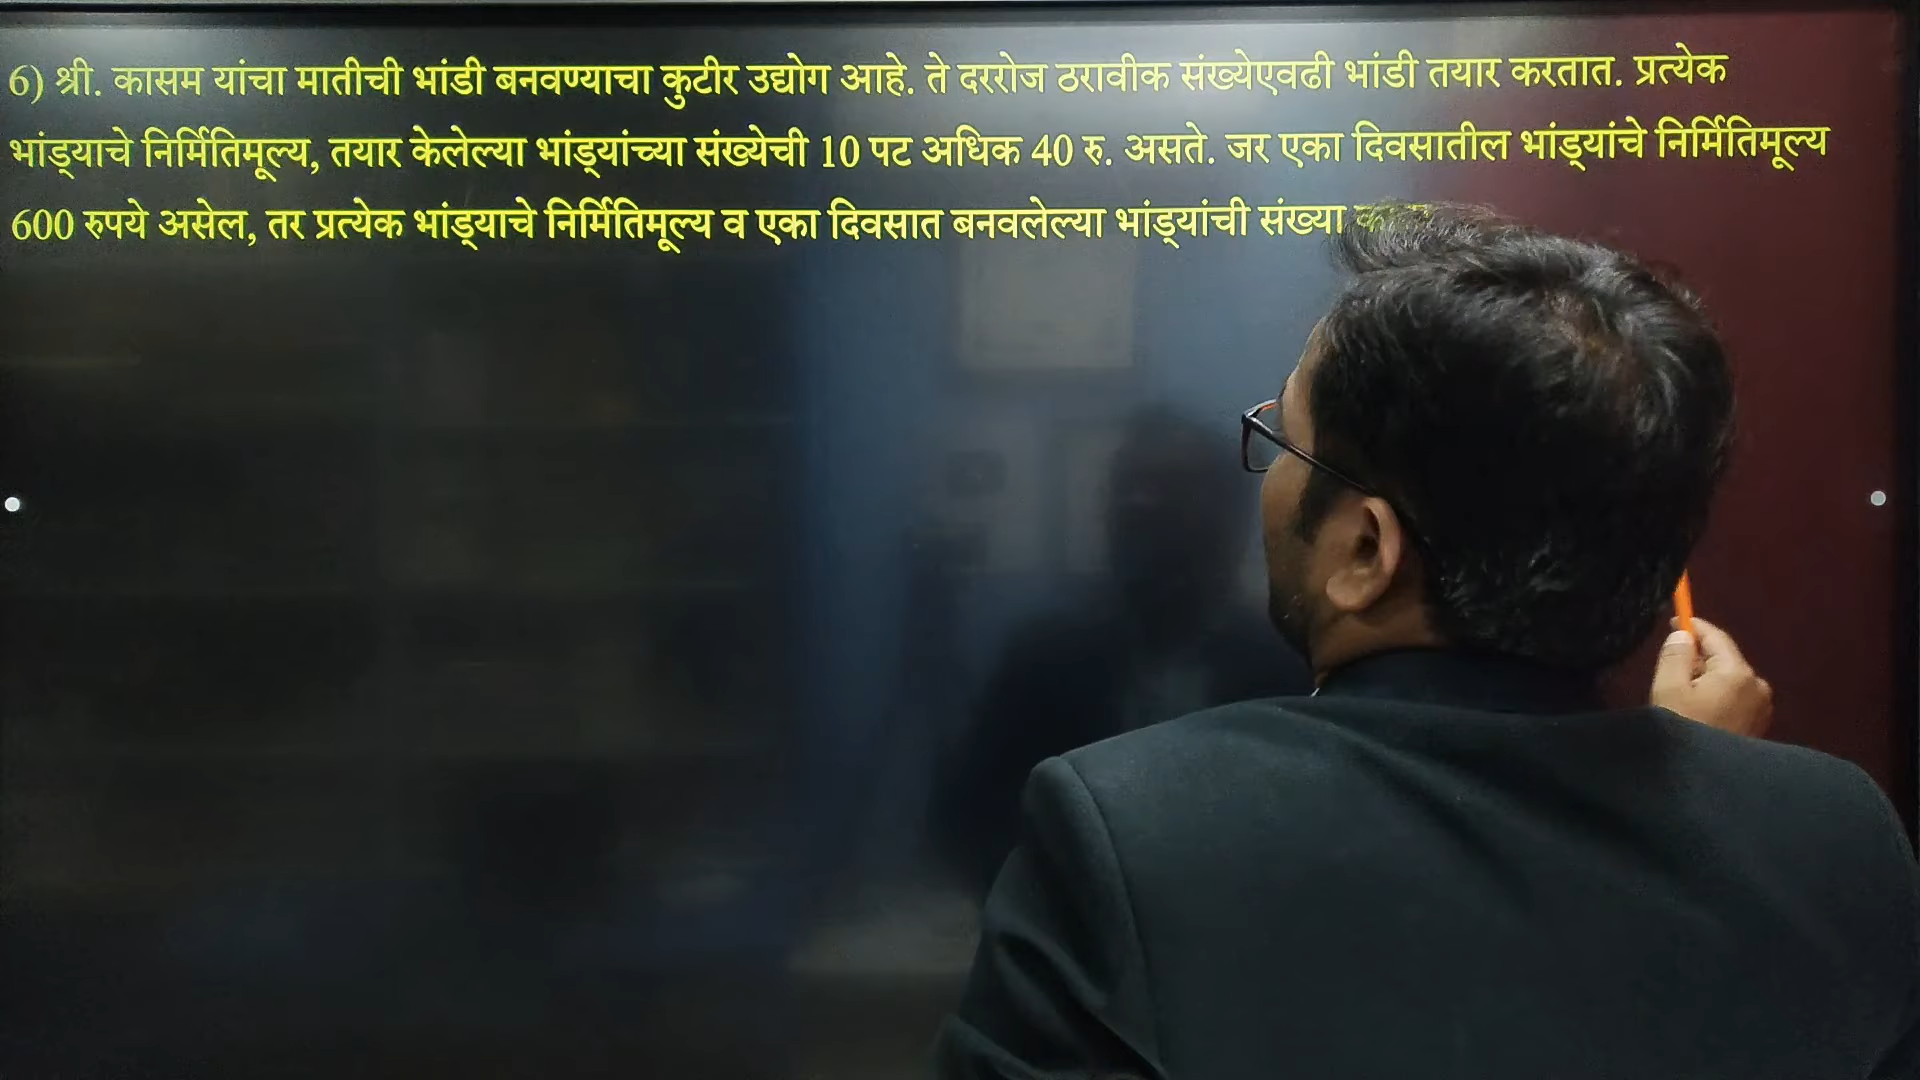 6) श्री. कासम यांचा मातीची भांडी बनवण्याचा कुटीर उद्योग आहे. ते दररोज ठरावीक संख्येएवढी भांडी तयार करतात. प्रत्येक
भांड्याचे निर्मितिमूल्य, तयार केलेल्या भांड्यांच्या संख्येची 10 पट अधिक 40 रु. असते. जर एका दिवसातील भांड्यांचे निर्मितिमूल्य
600 रुपये असेल, तर प्रत्येक भांड्याचे निर्मितिमूल्य व एका दिवसात बनवलेल्या भांड्यांची संख्या